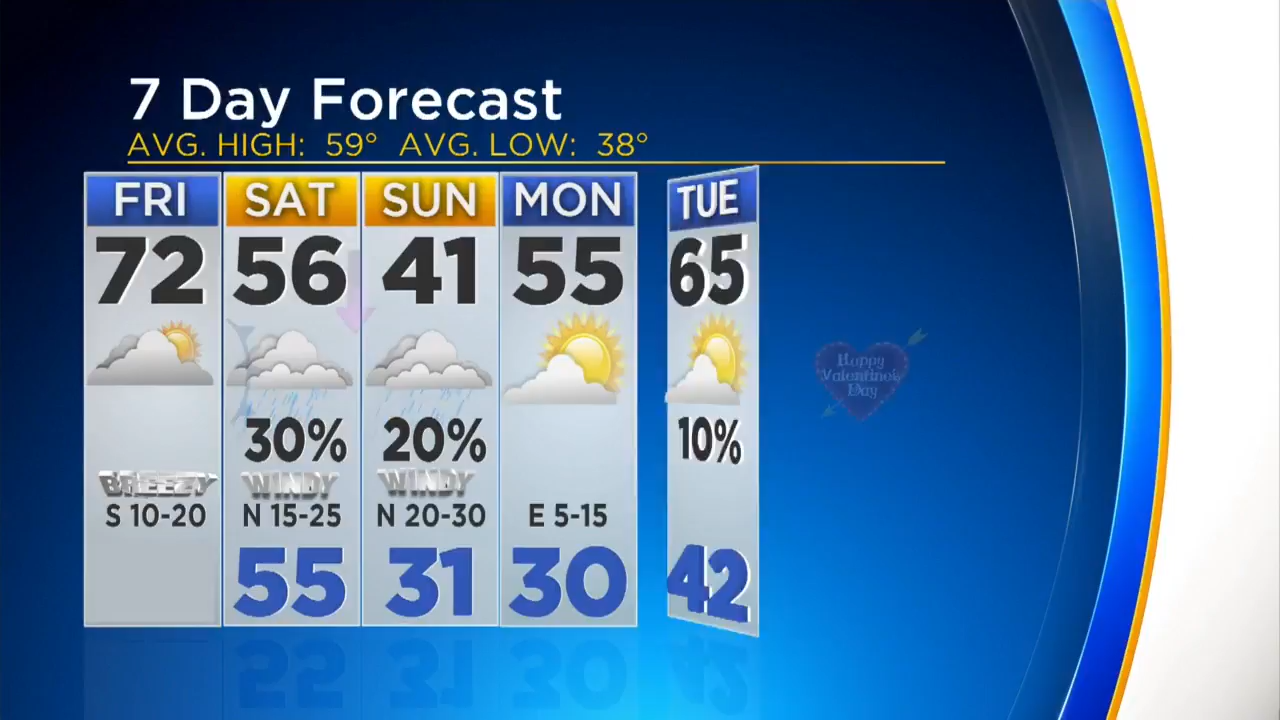 7 Day Forecast
AVG. HIGH: 59° AVG. LOW: 38°
FRI SAT SUN MON TUE
72 56 41 55 65
Happy
Valentine's
Day
30% 20% 10%
BREEZY WINDY WINDY
S 10-20 N 15-25 N 20-30 E 5-15
55 31 30 42